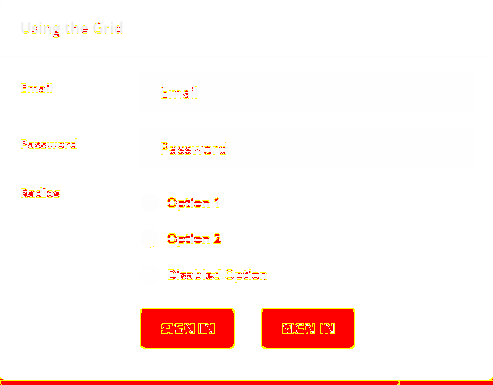 Using the Grid
Email
Email
Password
Password
Radios
Option 1
Option 2
Disabled Option
SIGN IN
SIGN IN